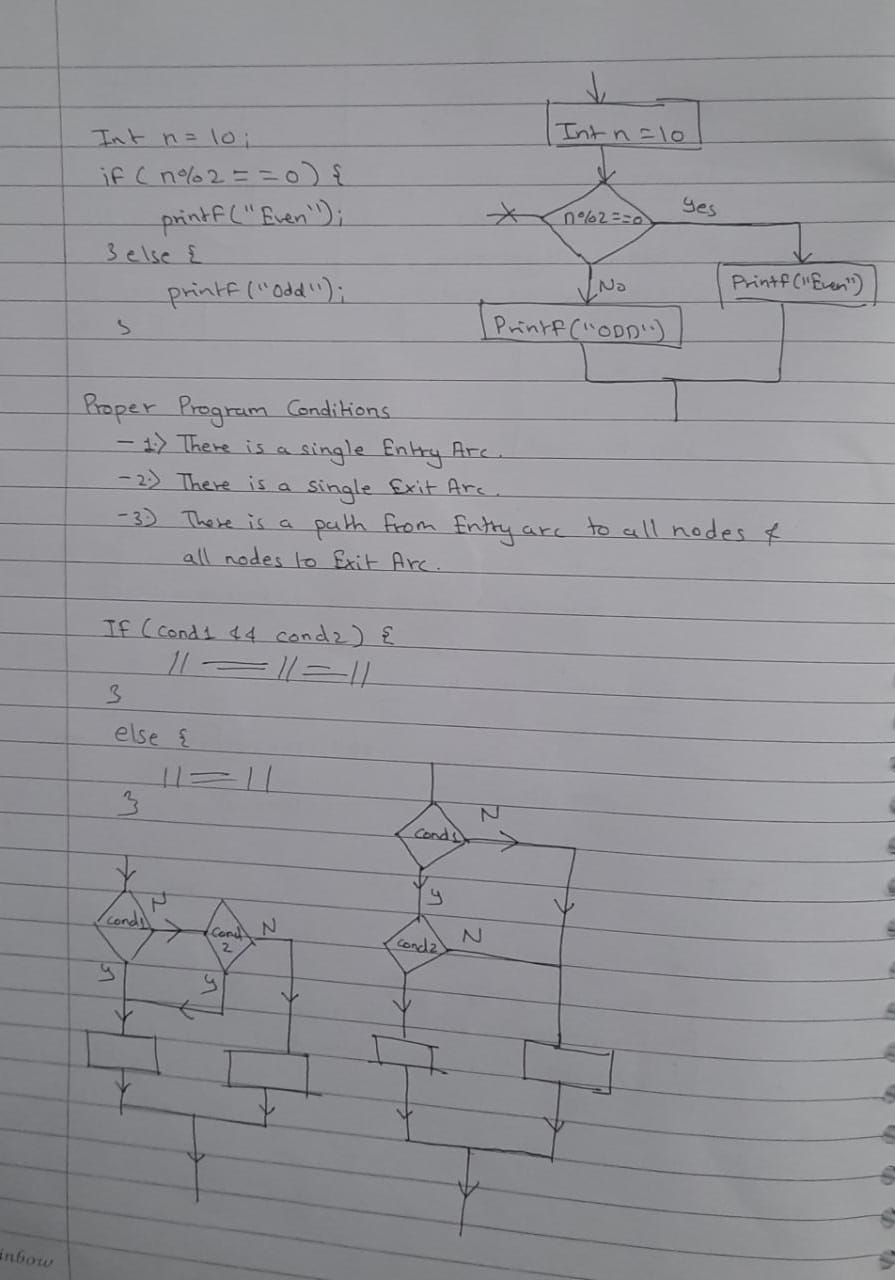 Int n = 10;
if ( n%2 == 0) {
printf("Even");
} else {
printf("Odd");
}
Int n = 10
n%2==0
Yes
No
Printf("Even")
Printf("ODD")
Proper Program Conditions
- 1:) There is a single Entry Arc.
- 2:) There is a single Exit Arc.
- 3:) There is a path from Entry arc to all nodes &
all nodes to Exit Arc.
If (cond1 && cond2) {
// == // = //
}
else {
// = //
}
cond1
N
cond
2
N
y
y
cond1
N
y
cond2
N
inbow